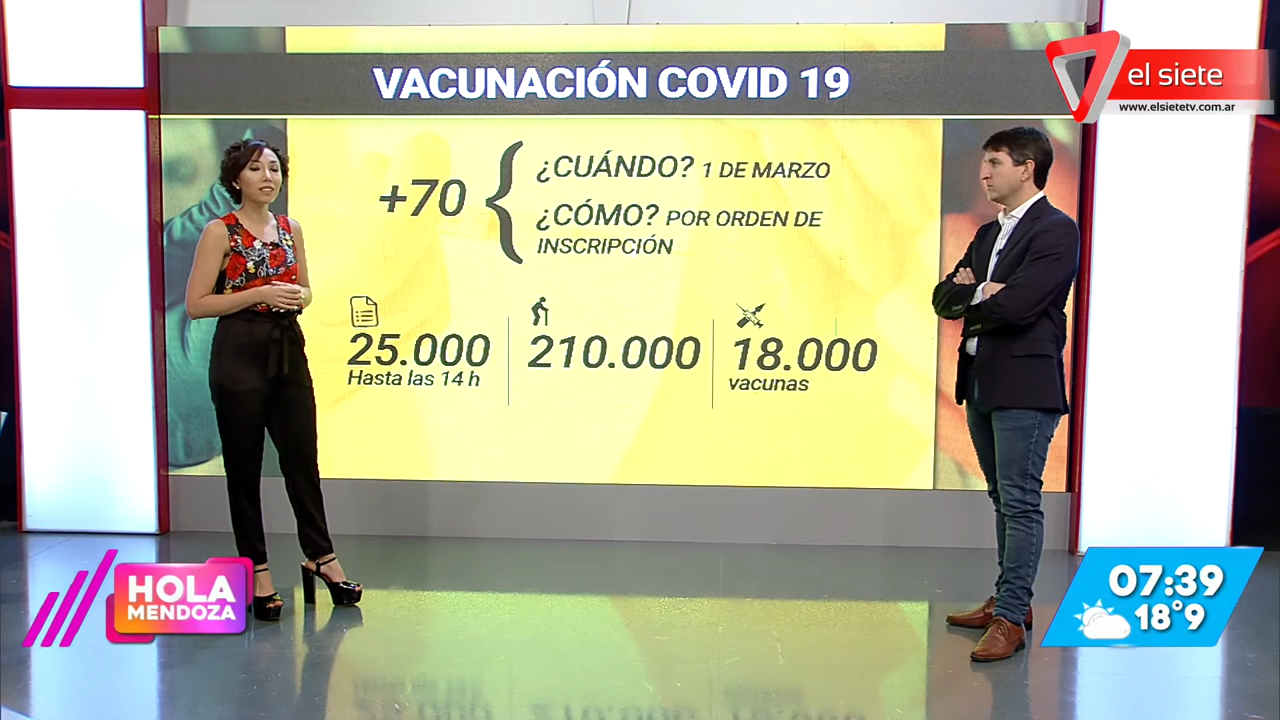 VACUNACIÓN COVID 19
el siete
www.elsietetv.com.ar
+70
¿CUÁNDO? 1 DE MARZO
¿CÓMO? POR ORDEN DE
INSCRIPCIÓN
25.000
Hasta las 14 h
210.000
18.000
vacunas
HOLA
MENDOZA
07:39
18°9